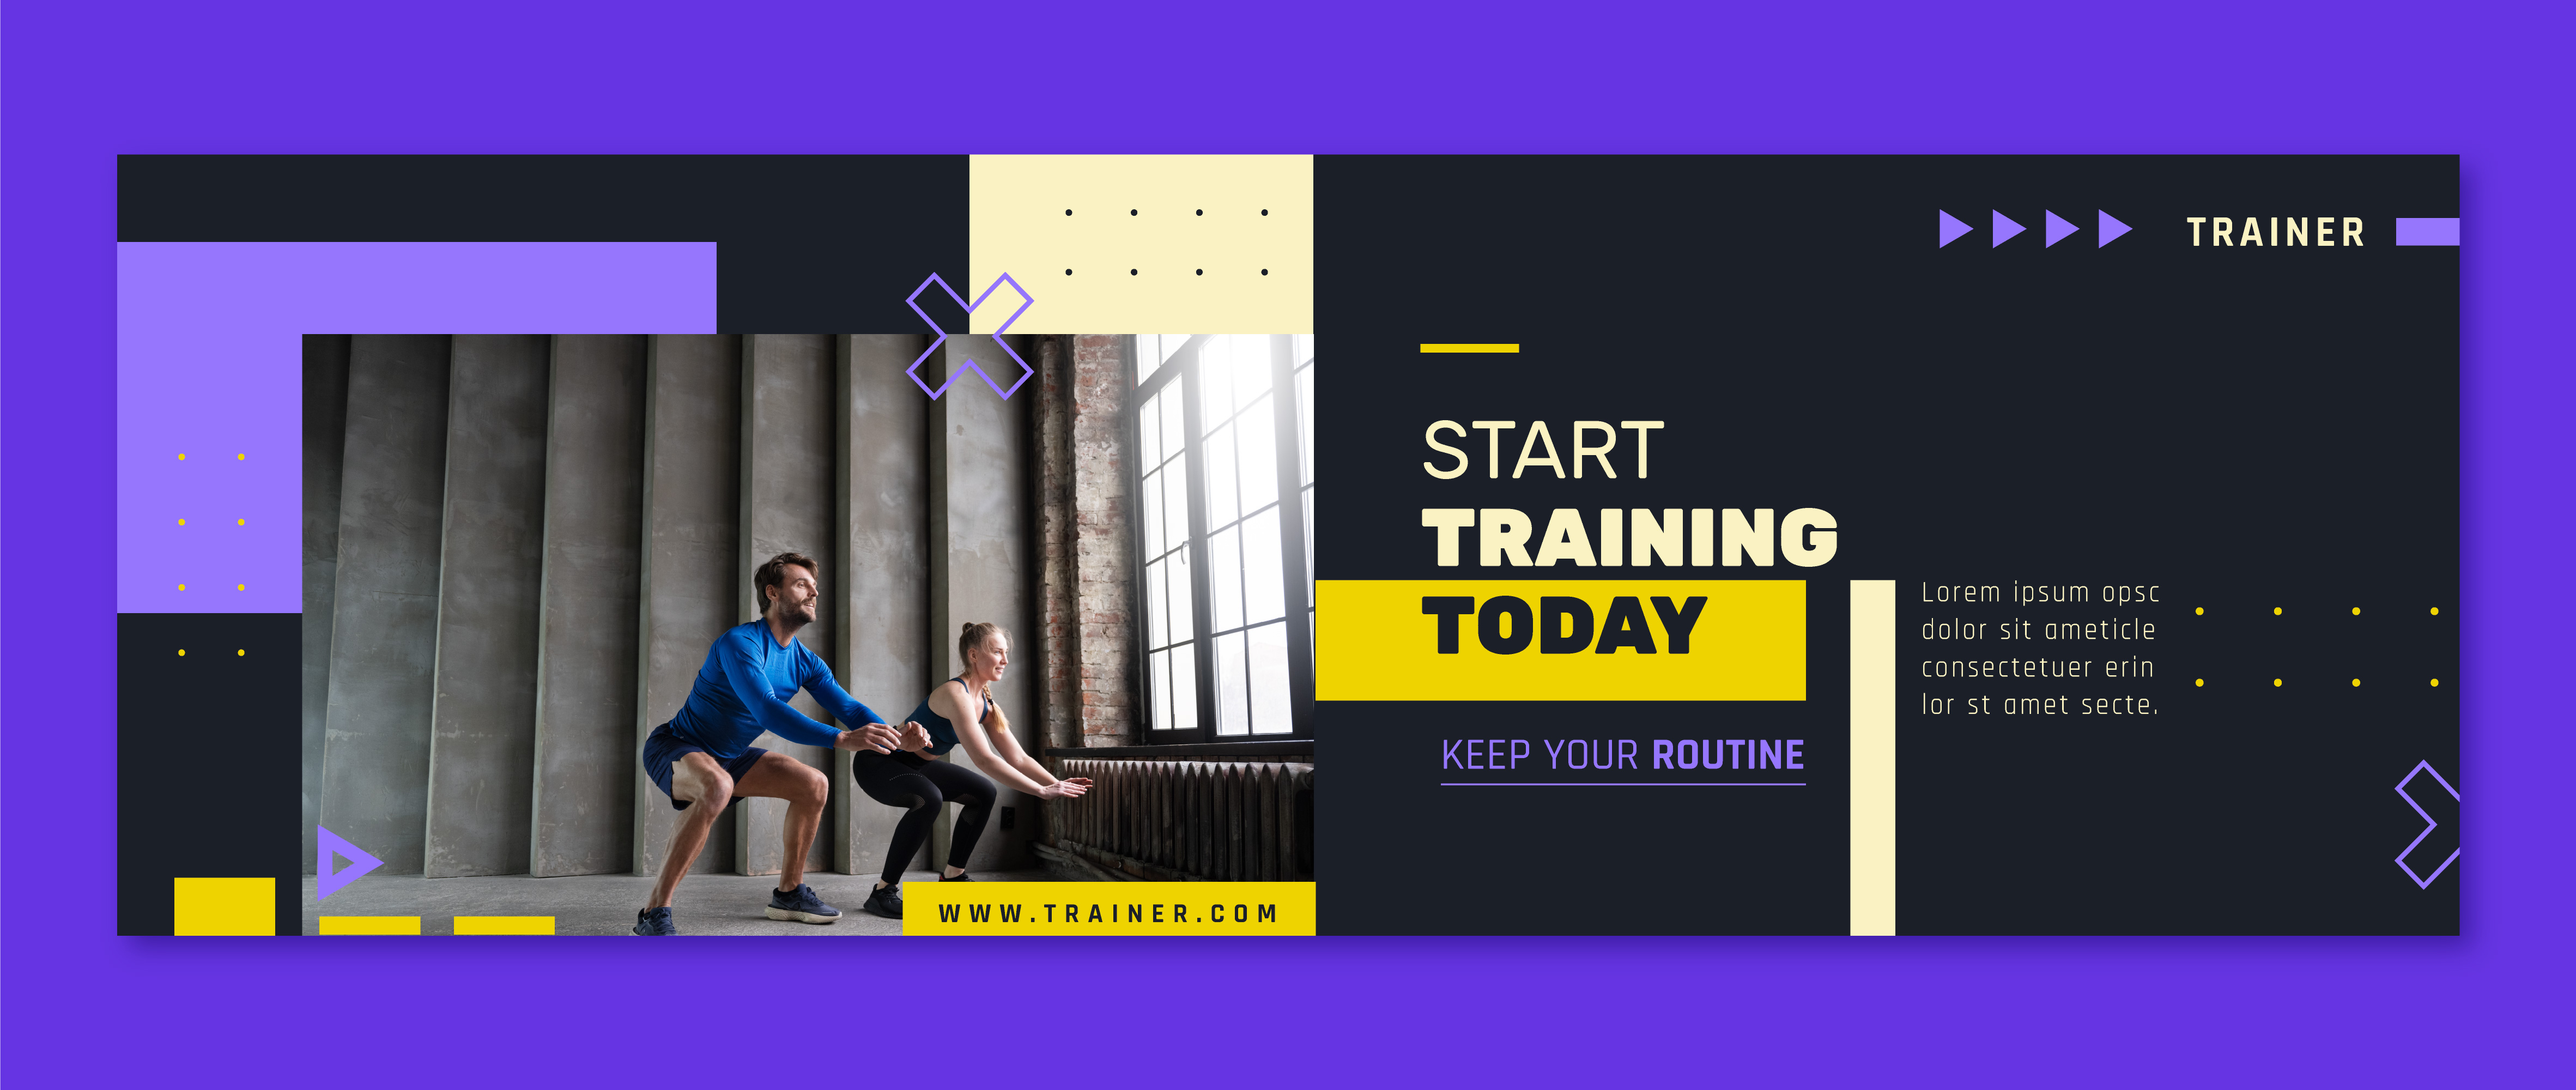 TRAINER
START
TRAINING
TODAY
KEEP YOUR ROUTINE
Lorem ipsum opsc
dolor sit ameticle
consectetuer erin
lor st amet secte.
WWW.TRAINER.COM